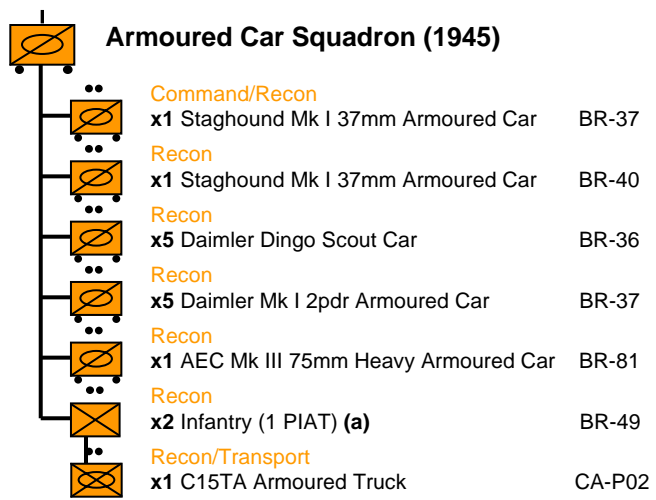 Armoured Car Squadron (1945)
Command/Recon
x1 Staghound Mk I 37mm Armoured Car BR-37
Recon
x1 Staghound Mk I 37mm Armoured Car BR-40
Recon
x5 Daimler Dingo Scout Car BR-36
Recon
x5 Daimler Mk I 2pdr Armoured Car BR-37
Recon
x1 AEC Mk III 75mm Heavy Armoured Car BR-81
Recon
x2 Infantry (1 PIAT) (a) BR-49
Recon/Transport
x1 C15TA Armoured Truck CA-P02